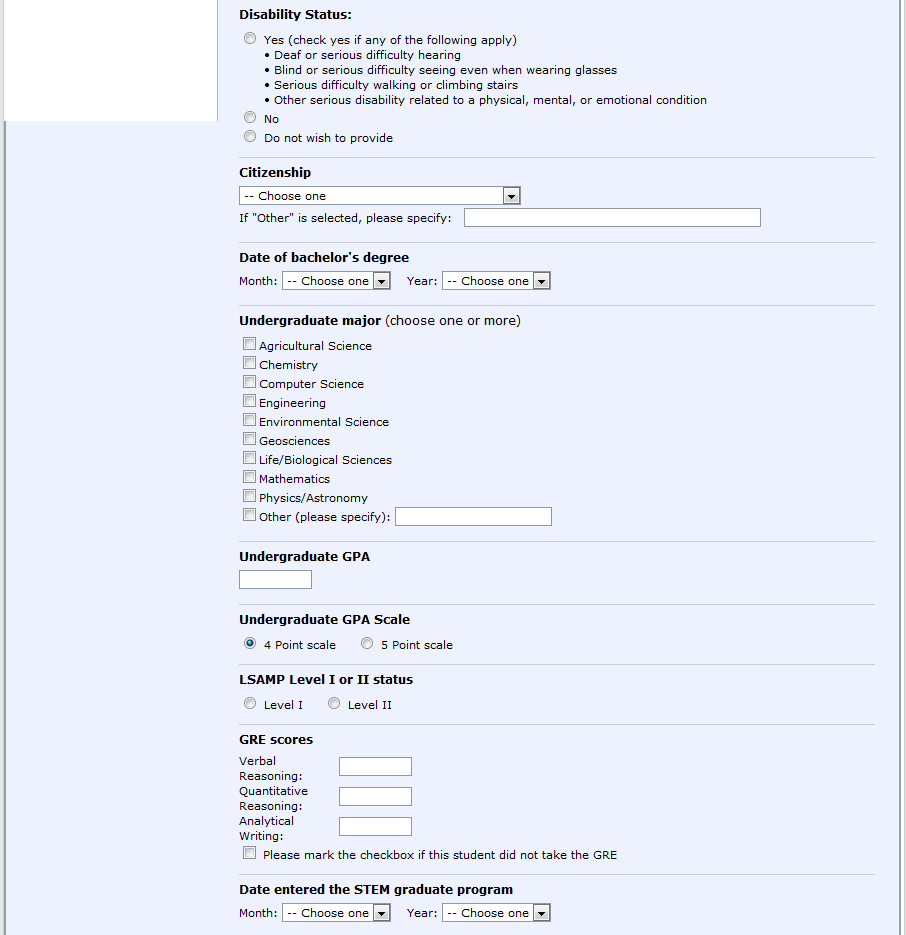 Disability Status:
Yes (check yes if any of the following apply)
• Deaf or serious difficulty hearing
• Blind or serious difficulty seeing even when wearing glasses
• Serious difficulty walking or climbing stairs
• Other serious disability related to a physical, mental, or emotional condition
No
Do not wish to provide
Citizenship
-- Choose one
If "Other" is selected, please specify:
Date of bachelor's degree
Month: -- Choose one Year: -- Choose one
Undergraduate major (choose one or more)
Agricultural Science
Chemistry
Computer Science
Engineering
Environmental Science
Geosciences
Life/Biological Sciences
Mathematics
Physics/Astronomy
Other (please specify):
Undergraduate GPA
Undergraduate GPA Scale
4 Point scale 5 Point scale
LSAMP Level I or II status
Level I Level II
GRE scores
Verbal
Reasoning:
Quantitative
Reasoning:
Analytical
Writing:
Please mark the checkbox if this student did not take the GRE
Date entered the STEM graduate program
Month: -- Choose one Year: -- Choose one